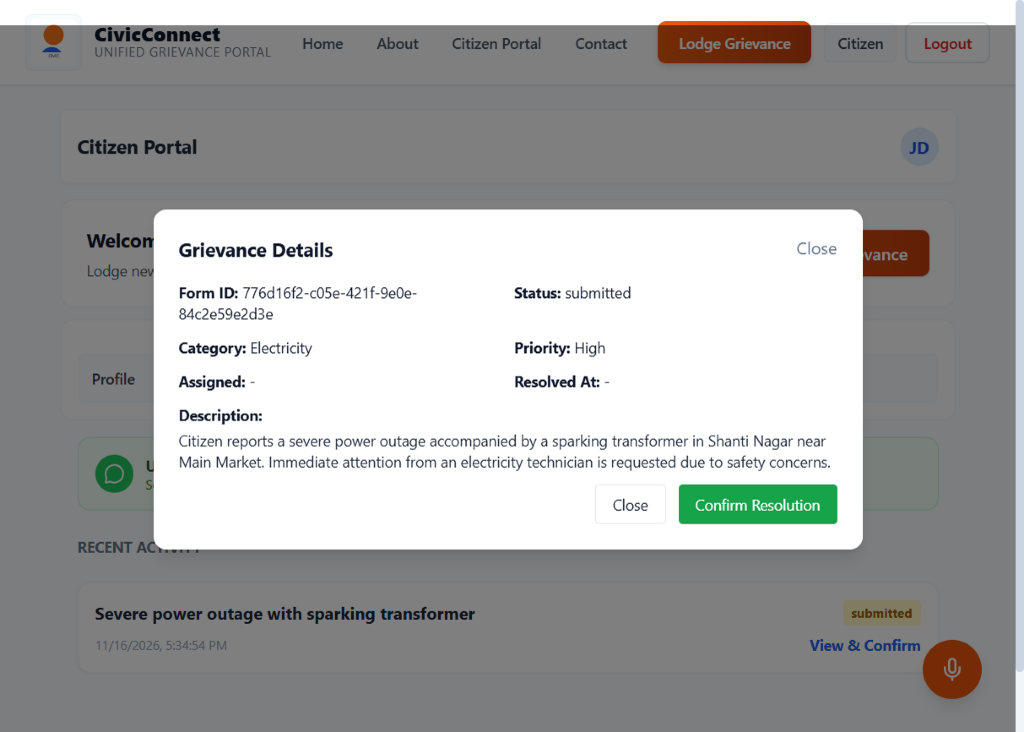 CivicConnect
UNIFIED GRIEVANCE PORTAL
Home
About
Citizen Portal
Contact
Lodge Grievance
Citizen
Logout
Citizen Portal
JD
Lodge
Grievance Details
Close
Form ID: 776d16f2-c05e-421f-9e0e-
84c2e59e2d3e
Status: submitted
Category: Electricity
Priority: High
Assigned: -
Resolved At: -
Description:
Citizen reports a severe power outage accompanied by a sparking transformer in Shanti Nagar near
Main Market. Immediate attention from an electricity technician is requested due to safety concerns.
Close
Confirm Resolution
Profile
RECENT
Severe power outage with sparking transformer
submitted
11/16/2026, 5:34:54 PM
View & Confirm